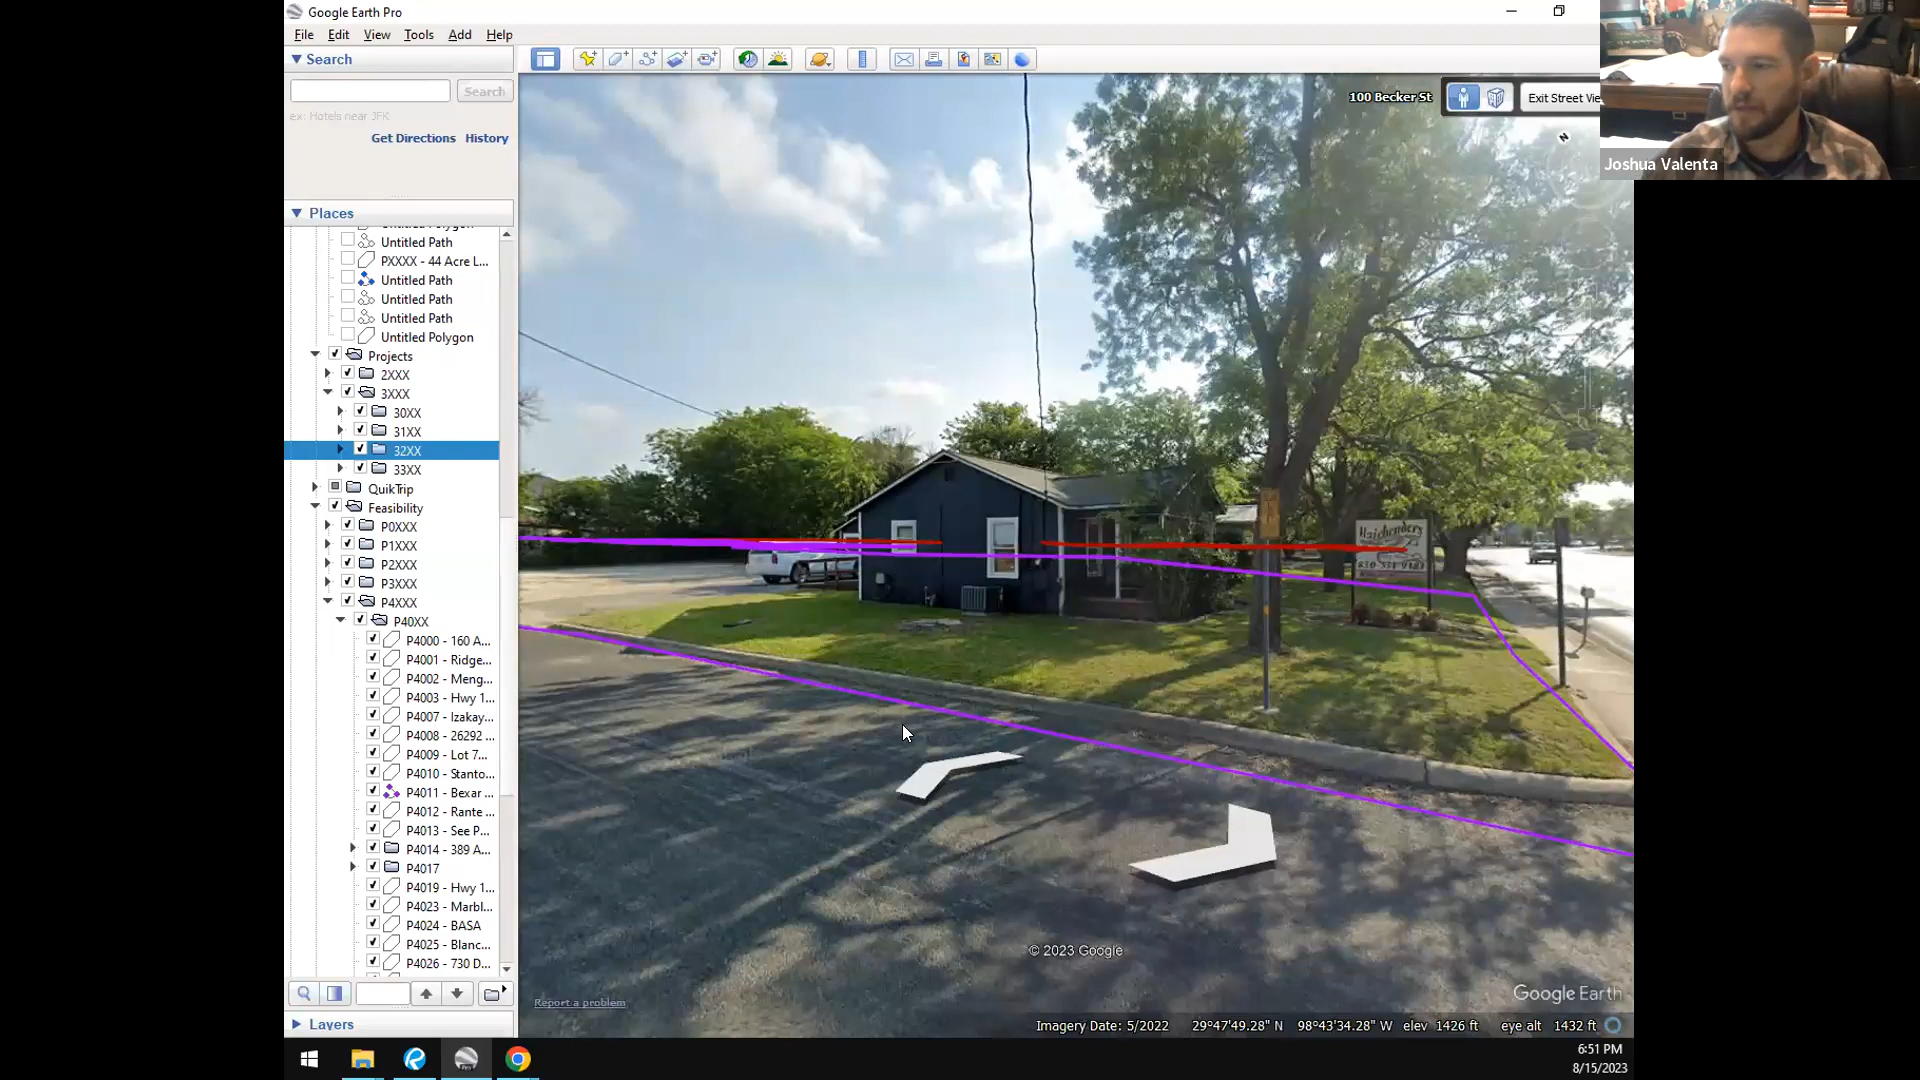 Google Earth Pro
File Edit View Tools Add Help
Search
Search
ex: Hotels near JFK
Get Directions History
Places
Untitled Polygon
Untitled Path
PXXXX - 44 Acre L...
Untitled Path
Untitled Path
Untitled Path
Untitled Polygon
Projects
2XXX
3XXX
30XX
31XX
32XX
33XX
QuikTrip
Feasibility
P0XXX
P1XXX
P2XXX
P3XXX
P4XXX
P40XX
P4000 - 160 A...
P4001 - Ridge...
P4002 - Meng...
P4003 - Hwy 1...
P4007 - Izakay...
P4008 - 26292 ...
P4009 - Lot 7...
P4010 - Stanto...
P4011 - Bexar ...
P4012 - Rante ...
P4013 - See P...
P4014 - 389 A...
P4017
P4019 - Hwy 1...
P4023 - Marbl...
P4024 - BASA
P4025 - Blanc...
P4026 - 730 D...
Layers
100 Becker St
Exit Street Vie
N
Joshua Valenta
© 2023 Google
Report a problem
Google Earth
Imagery Date: 5/2022 29°47'49.28" N 98°43'34.28" W elev 1426 ft eye alt 1432 ft
6:51 PM
8/15/2023